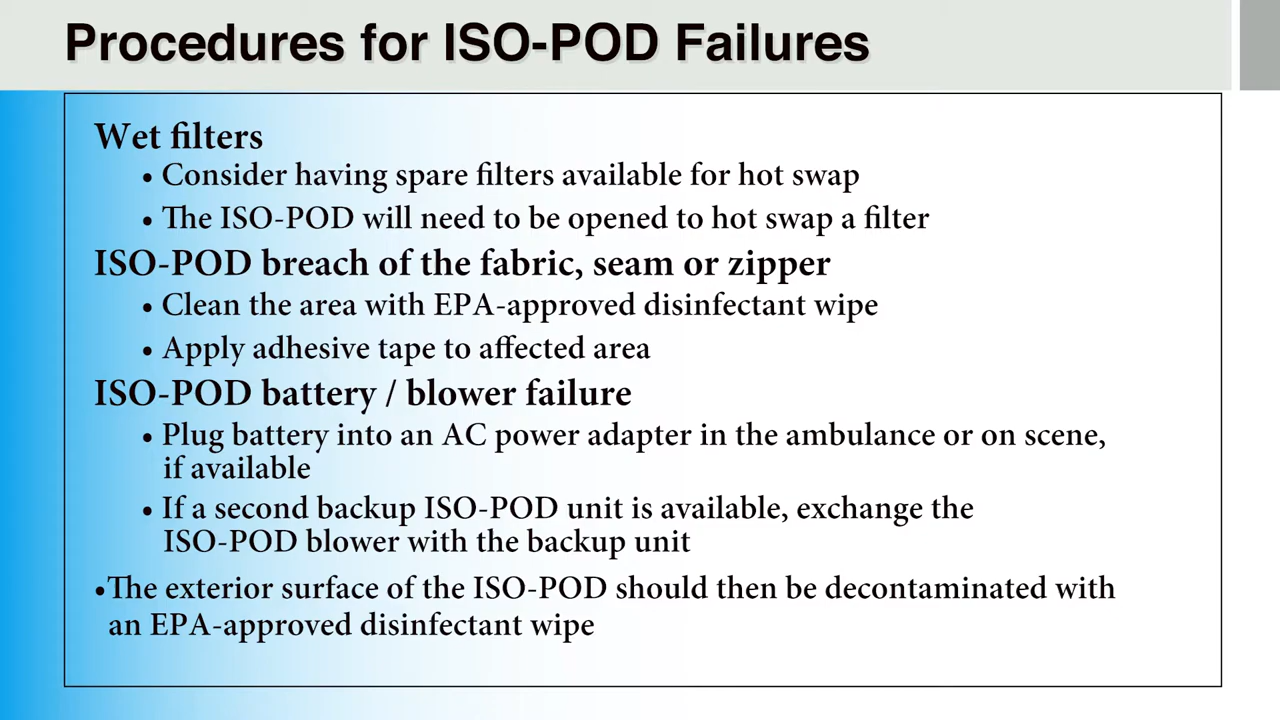 Procedures for ISO-POD Failures
Wet filters
• Consider having spare filters available for hot swap
• The ISO-POD will need to be opened to hot swap a filter
ISO-POD breach of the fabric, seam or zipper
• Clean the area with EPA-approved disinfectant wipe
• Apply adhesive tape to affected area
ISO-POD battery / blower failure
• Plug battery into an AC power adapter in the ambulance or on scene,
if available
• If a second backup ISO-POD unit is available, exchange the
ISO-POD blower with the backup unit
•The exterior surface of the ISO-POD should then be decontaminated with
an EPA-approved disinfectant wipe